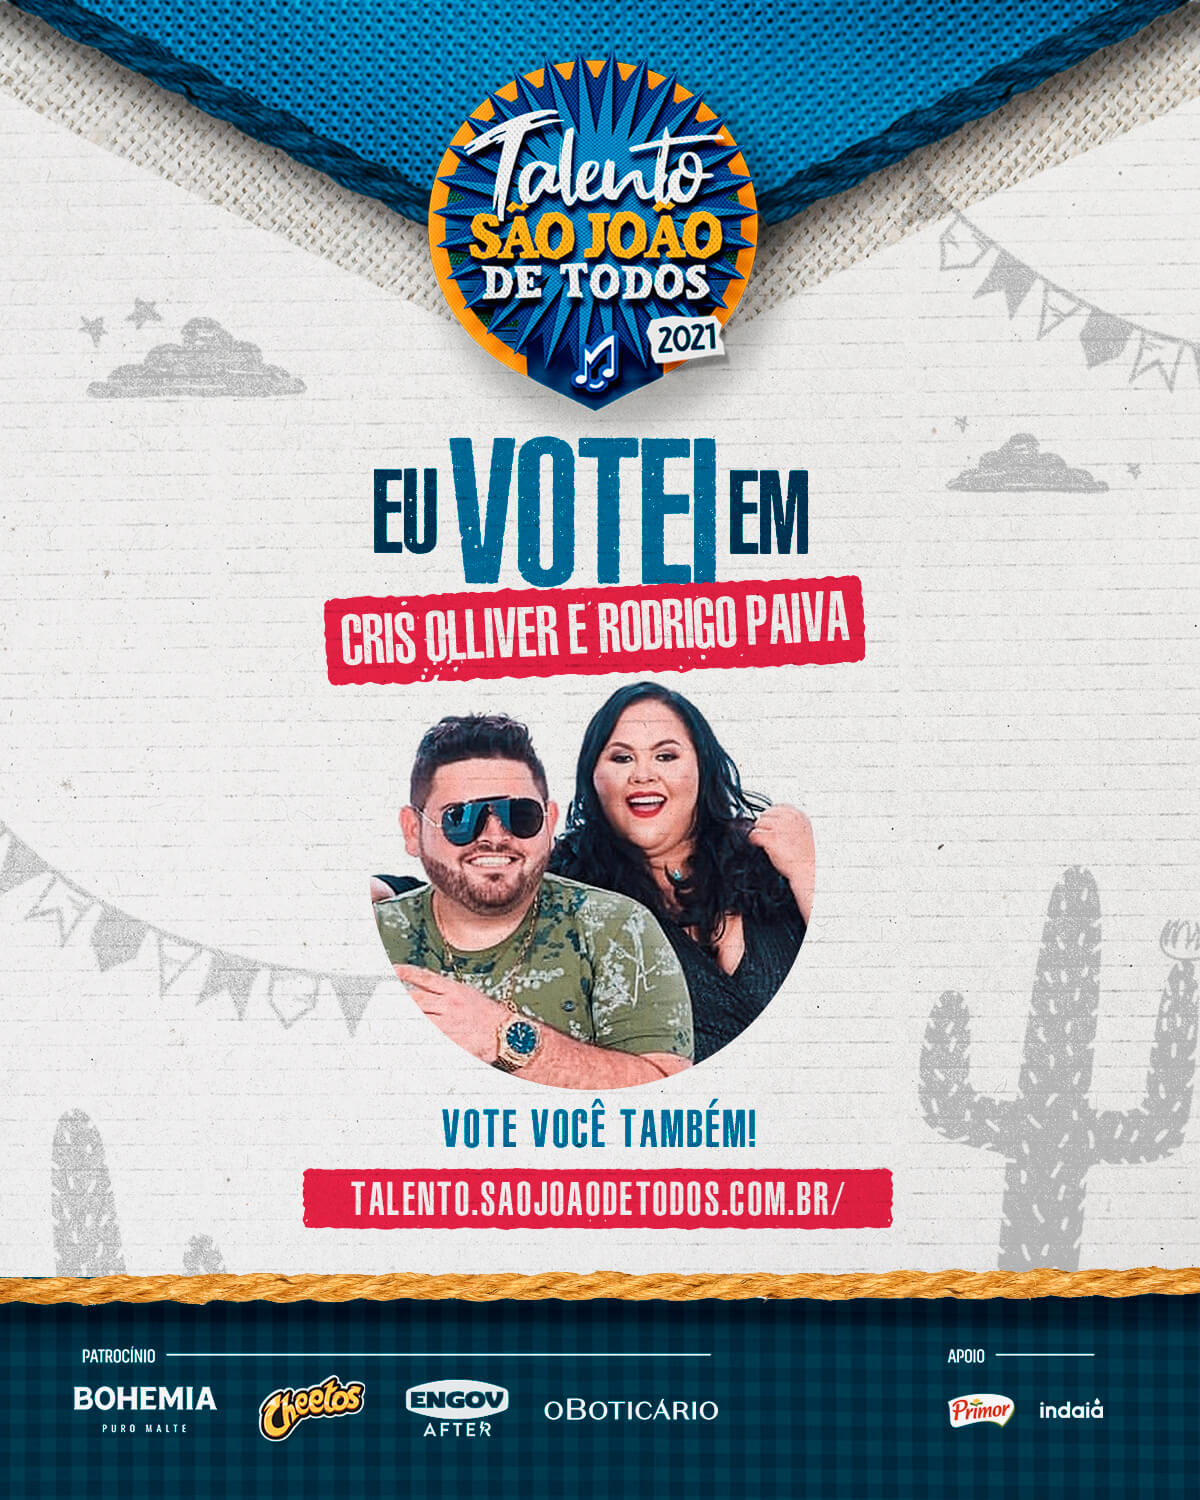 Talento
SÃO JOÃO
DE TODOS
2021
EU VOTEI EM
CRIS OLLIVER E RODRIGO PAIVA
VOTE VOCÊ TAMBÉM!
TALENTO.SAOJOAODETODOS.COM.BR/
PATROCÍNIO
APOIO
BOHEMIA
PURO MALTE
Cheetos
ENGOV
AFTER
oBOTICÁRIO
Primor
indaiá